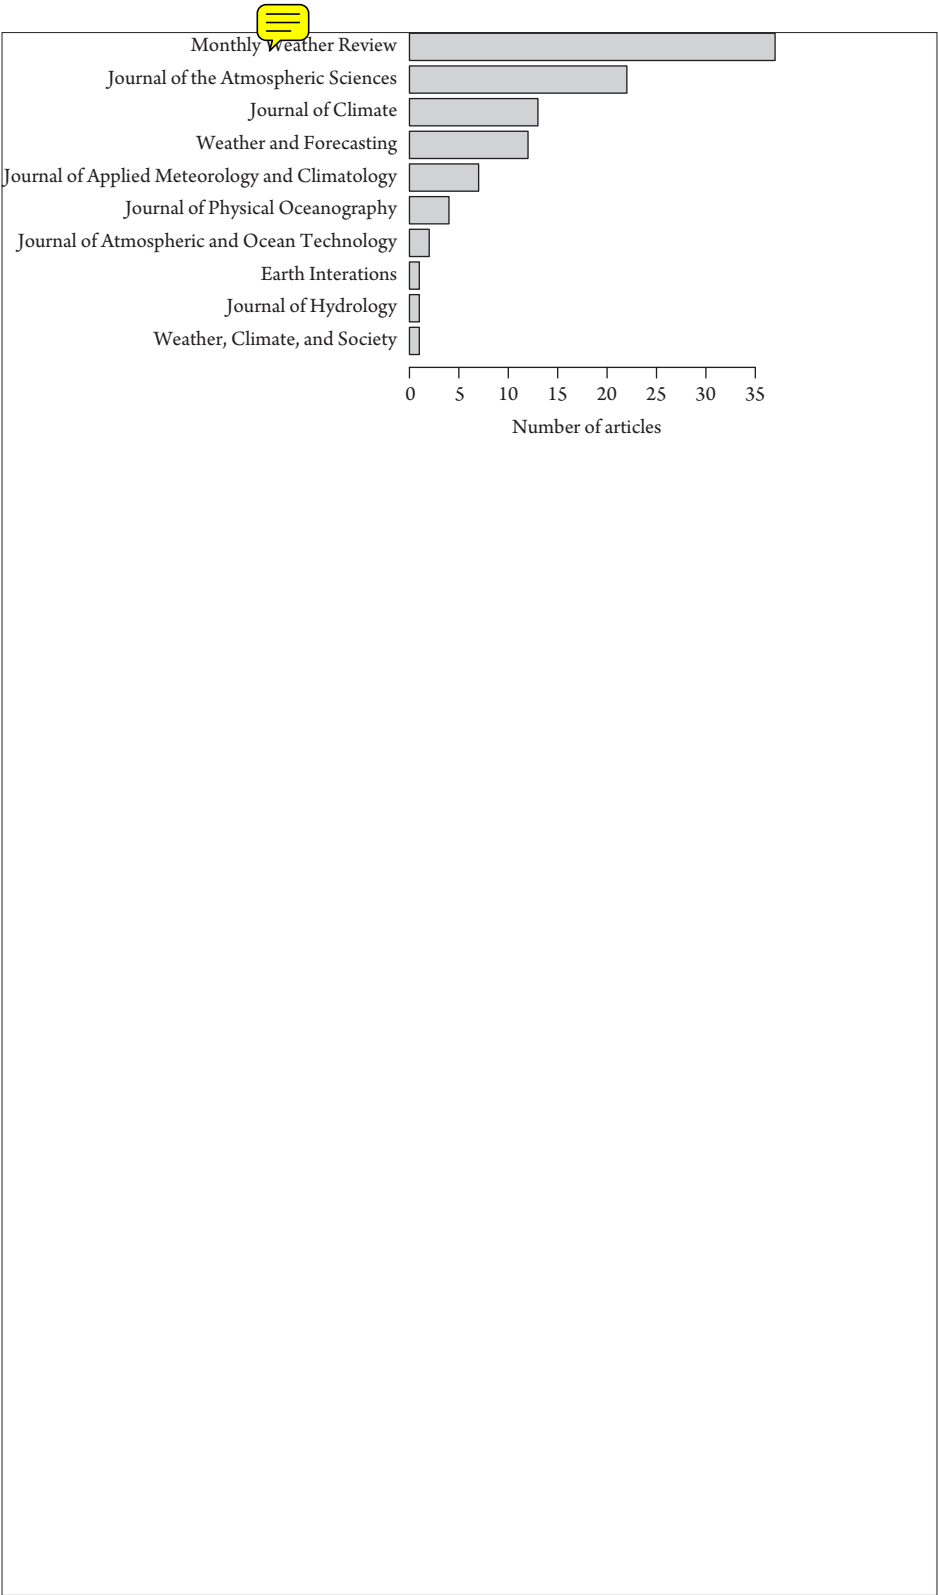 Monthly Weather Review
Journal of the Atmospheric Sciences
Journal of Climate
Weather and Forecasting
Journal of Applied Meteorology and Climatology
Journal of Physical Oceanography
Journal of Atmospheric and Ocean Technology
Earth Interations
Journal of Hydrology
Weather, Climate, and Society
0 5 10 15 20 25 30 35
Number of articles